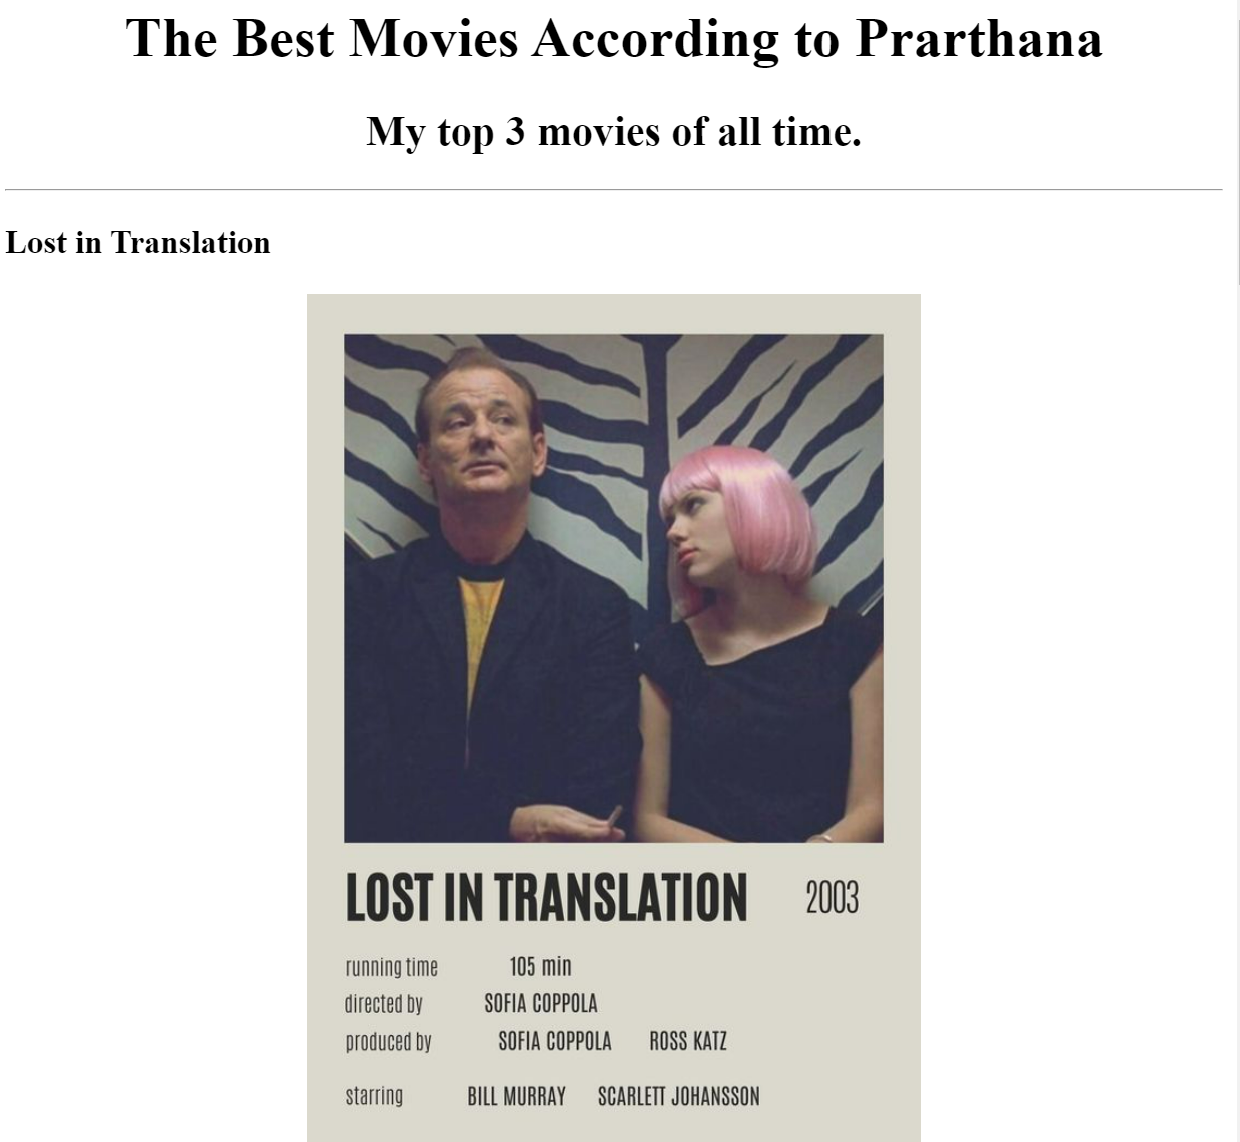 The Best Movies According to Prarthana
My top 3 movies of all time.
Lost in Translation
LOST IN TRANSLATION 2003
running time 105 min
directed by SOFIA COPPOLA
produced by SOFIA COPPOLA ROSS KATZ
starring BILL MURRAY SCARLETT JOHANSSON